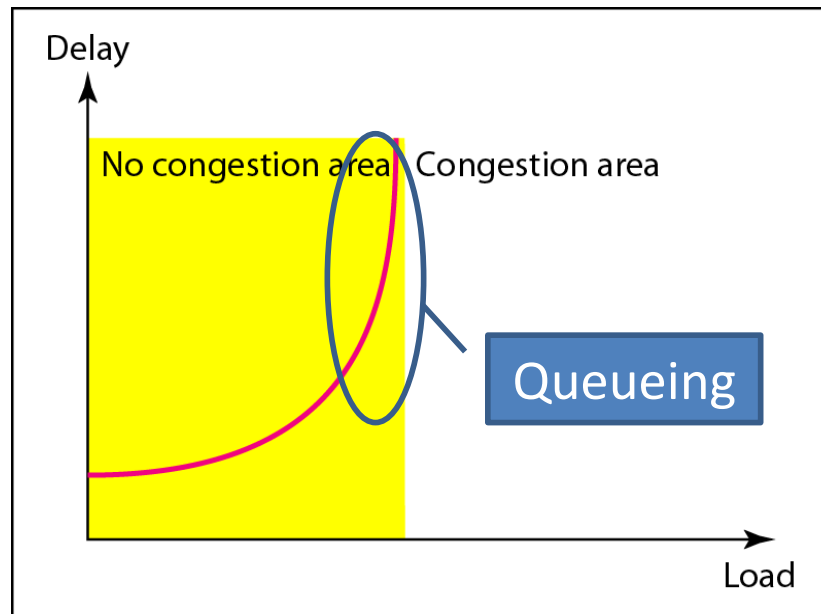 Delay
No congestion area
Congestion area
Queueing
Load